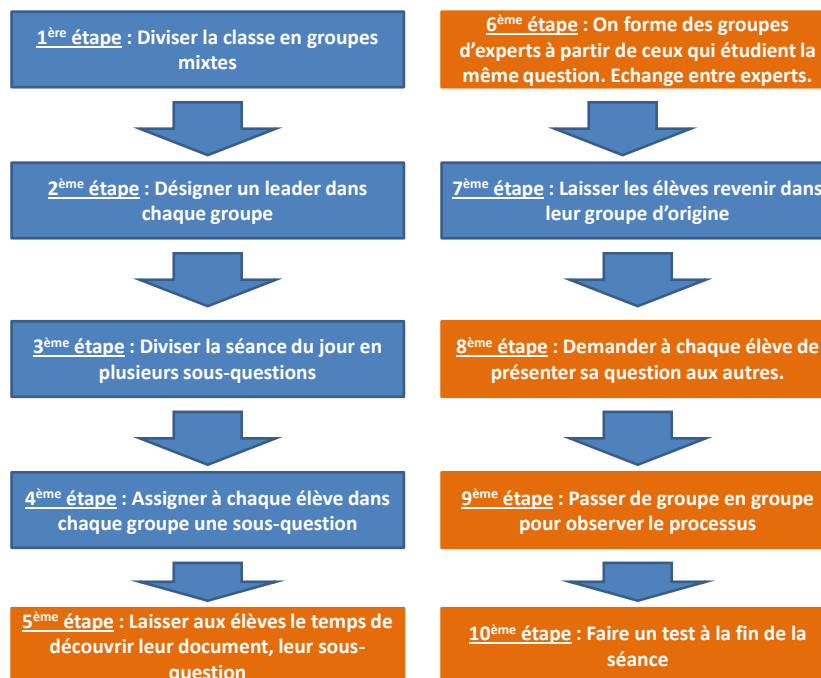 1ère étape : Diviser la classe en groupes
mixtes
2ème étape : Désigner un leader dans
chaque groupe
3ème étape : Diviser la séance du jour en
plusieurs sous-questions
4ème étape : Assigner à chaque élève dans
chaque groupe une sous-question
5ème étape : Laisser aux élèves le temps de
découvrir leur document, leur sous-
question
6ème étape : On forme des groupes
d’experts à partir de ceux qui étudient la
même question. Echange entre experts.
7ème étape : Laisser les élèves revenir dans
leur groupe d’origine
8ème étape : Demander à chaque élève de
présenter sa question aux autres.
9ème étape : Passer de groupe en groupe
pour observer le processus
10ème étape : Faire un test à la fin de la
séance